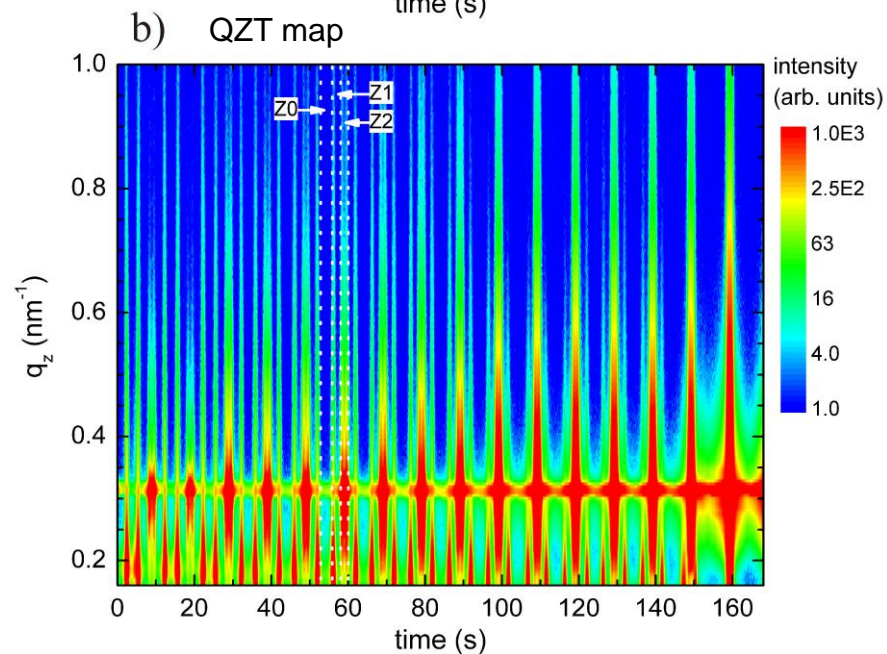 time (s)
b) QZT map
intensity
(arb. units)
1.0
0.8
0.6
0.4
0.2
q_z (nm^-1)
Z0
Z1
Z2
1.0E3
2.5E2
63
16
4.0
1.0
0 20 40 60 80 100 120 140 160
time (s)